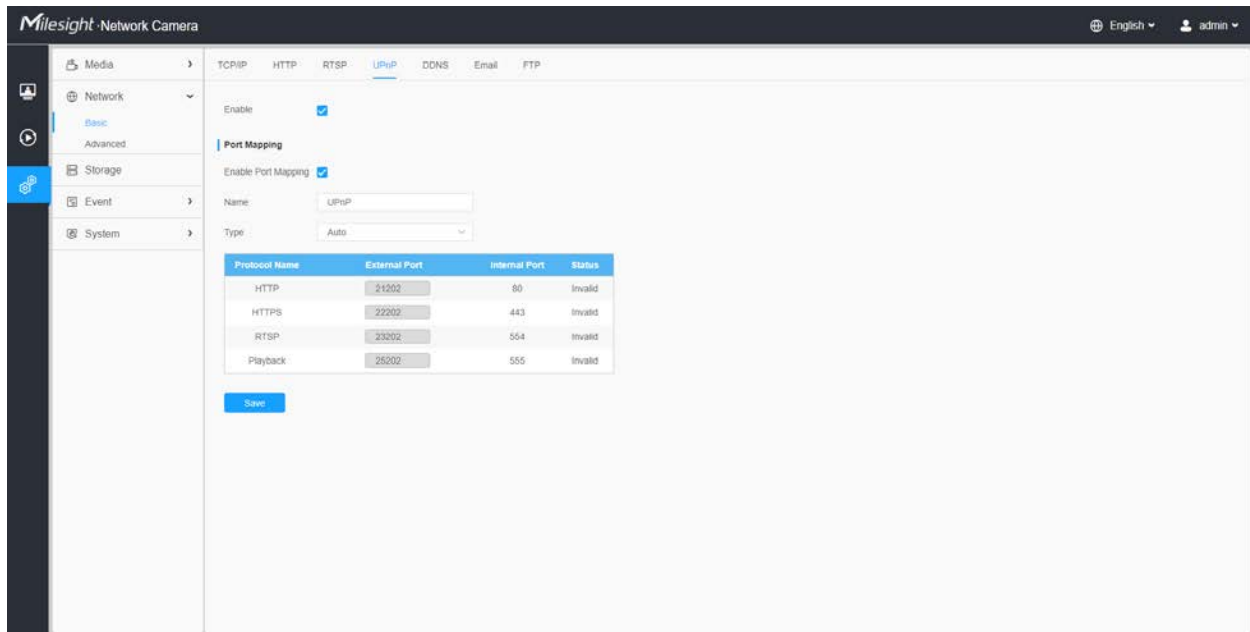 Milesight Network Camera
English
admin
Media
Network
Basic
Advanced
Storage
Event
System
TCP/IP HTTP RTSP UPnP DDNS Email FTP
Enable
Port Mapping
Enable Port Mapping
Name UPnP
Type Auto
Protocol Name External Port Internal Port Status
HTTP 21202 80 Invalid
HTTPS 22202 443 Invalid
RTSP 23202 554 Invalid
Playback 25202 555 Invalid
Save